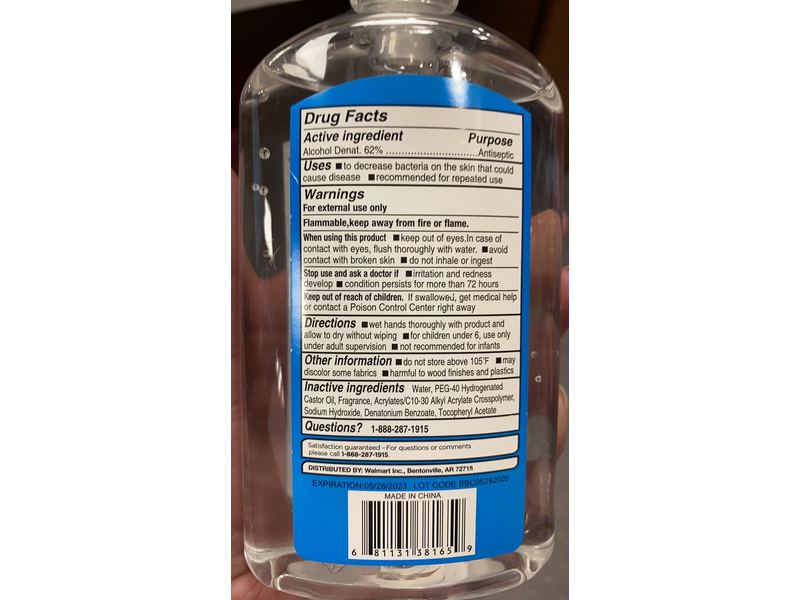 Drug Facts
Active ingredient Purpose
Alcohol Denat. 62% ..............................Antiseptic
Uses ■ to decrease bacteria on the skin that could
cause disease ■ recommended for repeated use
Warnings
For external use only
Flammable,keep away from fire or flame.
When using this product ■ keep out of eyes.In case of
contact with eyes, flush thoroughly with water. ■ avoid
contact with broken skin ■ do not inhale or ingest
Stop use and ask a doctor if ■ irritation and redness
develop ■ condition persists for more than 72 hours
Keep out of reach of children. If swallowed, get medical help
or contact a Poison Control Center right away
Directions ■ wet hands thoroughly with product and
allow to dry without wiping ■ for children under 6, use only
under adult supervision ■ not recommended for infants
Other information ■ do not store above 105°F ■ may
discolor some fabrics ■ harmful to wood finishes and plastics
Inactive ingredients Water, PEG-40 Hydrogenated
Castor Oil, Fragrance, Acrylates/C10-30 Alkyl Acrylate Crosspolymer,
Sodium Hydroxide, Denatonium Benzoate, Tocopheryl Acetate
Questions? 1-888-287-1915
Satisfaction guaranteed – For questions or comments
please call 1-888-287-1915.
DISTRIBUTED BY: Walmart Inc., Bentonville, AR 72716
EXPIRATION:05/28/2023 LOT CODE BBC05292020
MADE IN CHINA
6 81131 38165 9